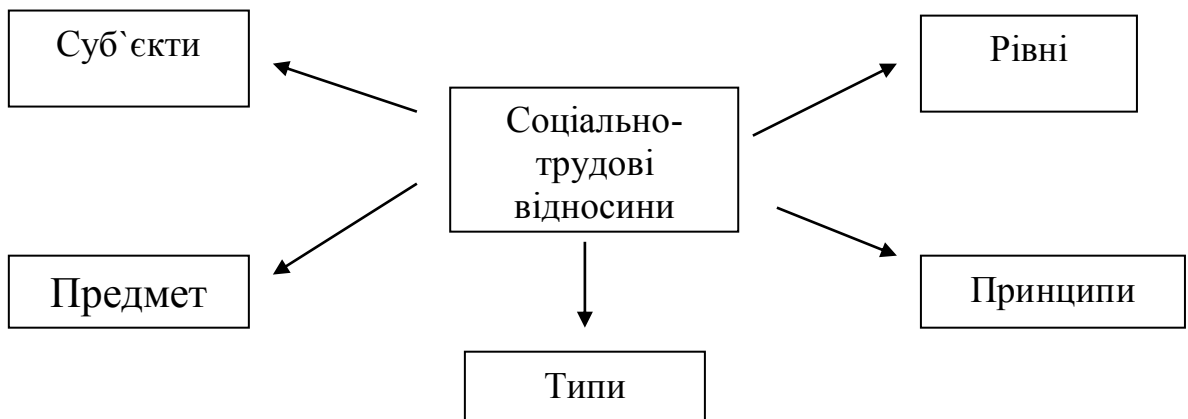 Суб`єкти
Рівні
Соціально-
трудові
відносини
Предмет
Принципи
Типи